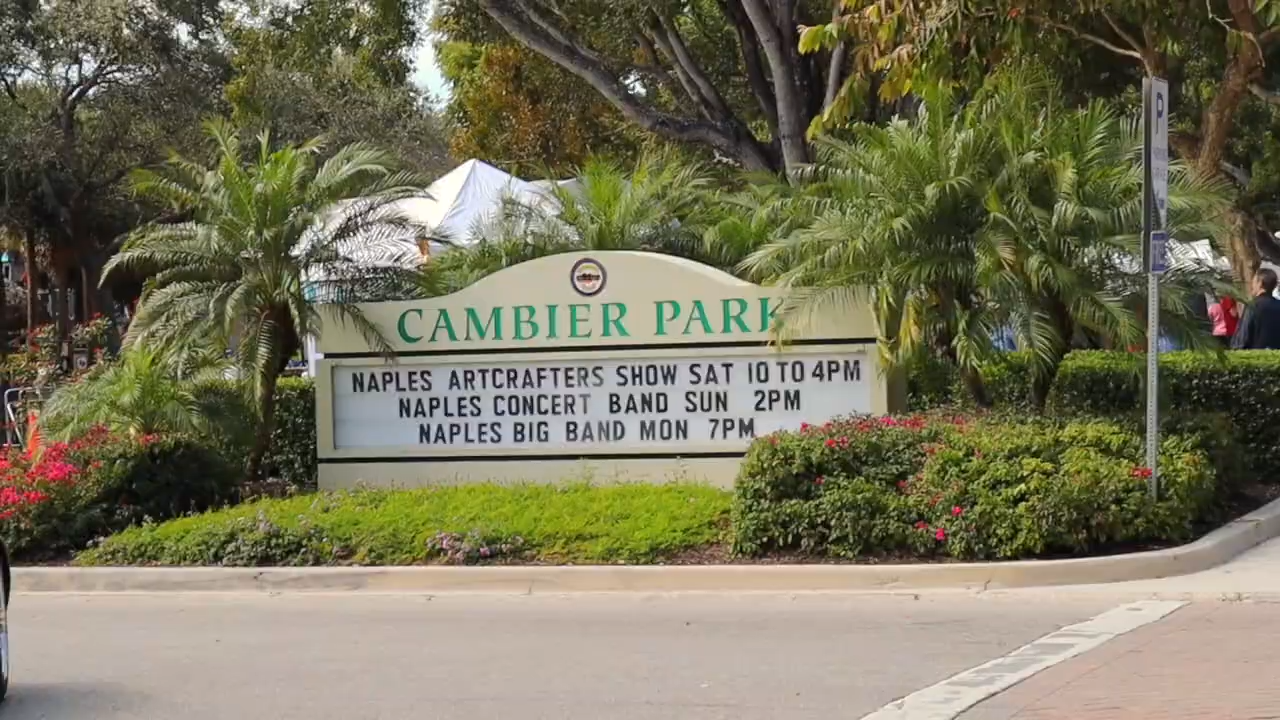 CAMBIER PARK
NAPLES ARTCRAFTERS SHOW SAT 10 TO 4PM
NAPLES CONCERT BAND SUN 2PM
NAPLES BIG BAND MON 7PM
P